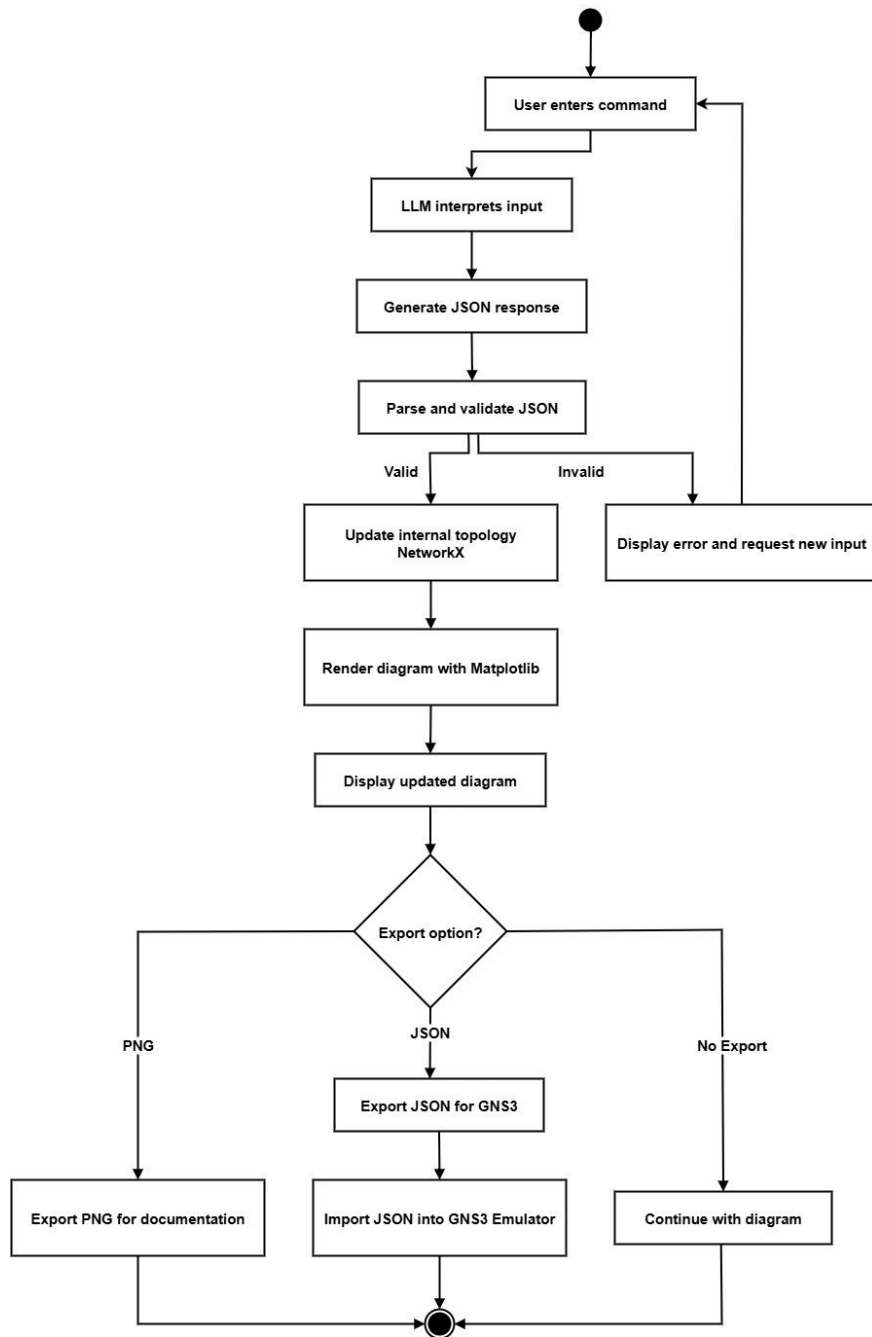 User enters command
LLM interprets input
Generate JSON response
Parse and validate JSON
Valid
Invalid
Update internal topology
NetworkX
Display error and request new input
Render diagram with Matplotlib
Display updated diagram
Export option?
PNG
JSON
No Export
Export JSON for GNS3
Export PNG for documentation
Import JSON into GNS3 Emulator
Continue with diagram